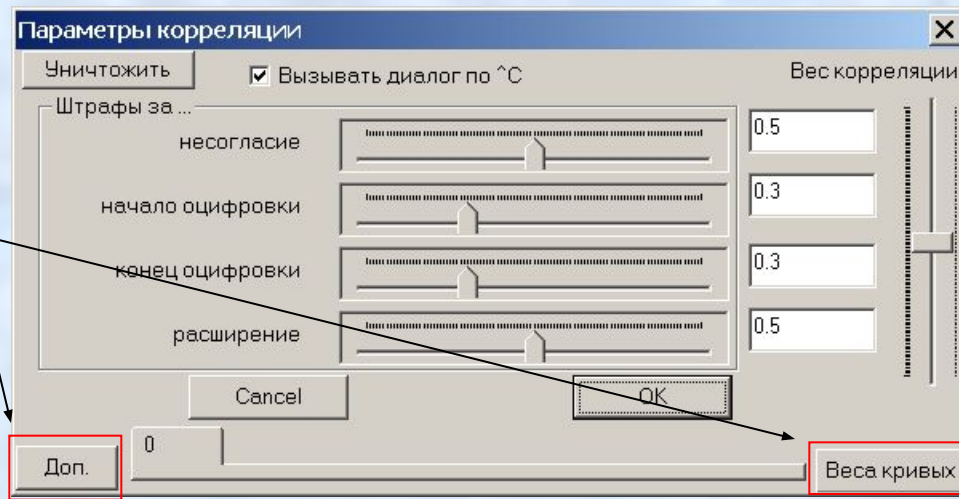 Параметры корреляции
Уничтожить
Вызывать диалог по ^C
Вес корреляции
Штрафы за ...
несогласие
0.5
начало оцифровки
0.3
конец оцифровки
0.3
расширение
0.5
Cancel
OK
Доп.
0
Веса кривых